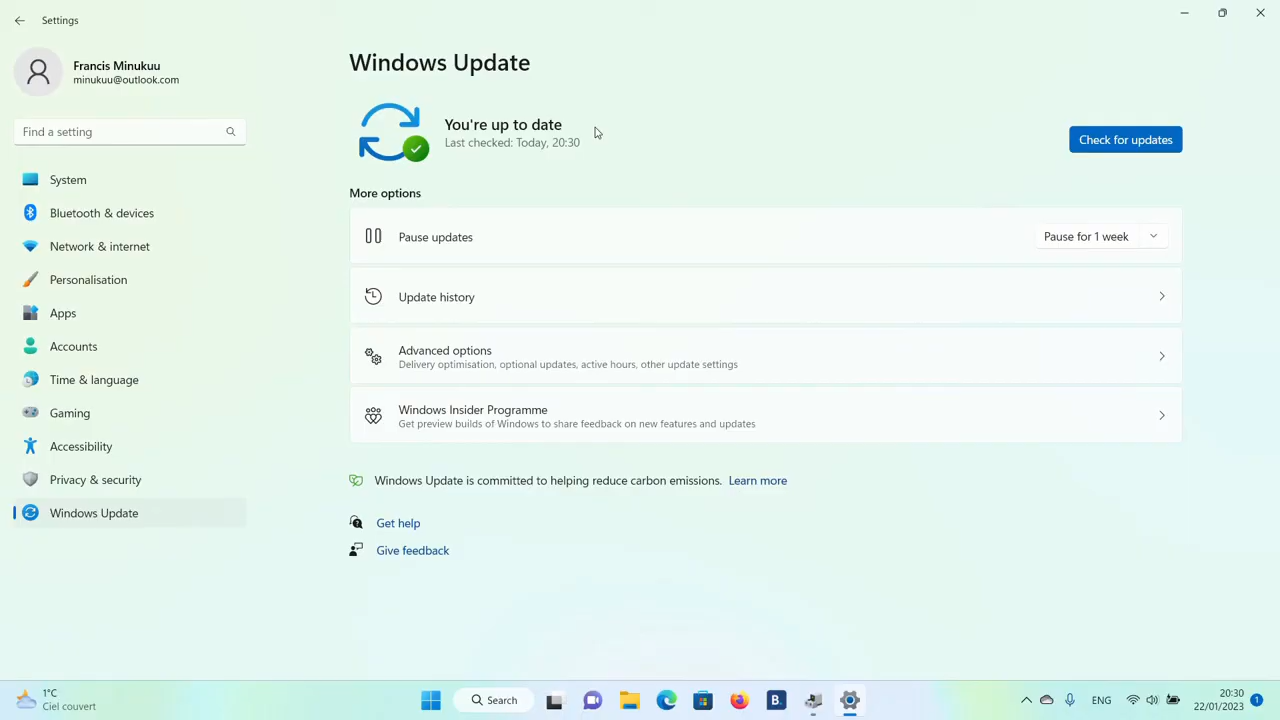 Settings
Francis Minukuu
minukuu@outlook.com
Find a setting
System
Bluetooth & devices
Network & internet
Personalisation
Apps
Accounts
Time & language
Gaming
Accessibility
Privacy & security
Windows Update
Windows Update
You're up to date
Last checked: Today, 20:30
Check for updates
More options
Pause updates
Pause for 1 week
Update history
Advanced options
Delivery optimisation, optional updates, active hours, other update settings
Windows Insider Programme
Get preview builds of Windows to share feedback on new features and updates
Windows Update is committed to helping reduce carbon emissions. Learn more
Get help
Give feedback
1°C
Ciel couvert
Search
B.
ENG
20:30
22/01/2023
1